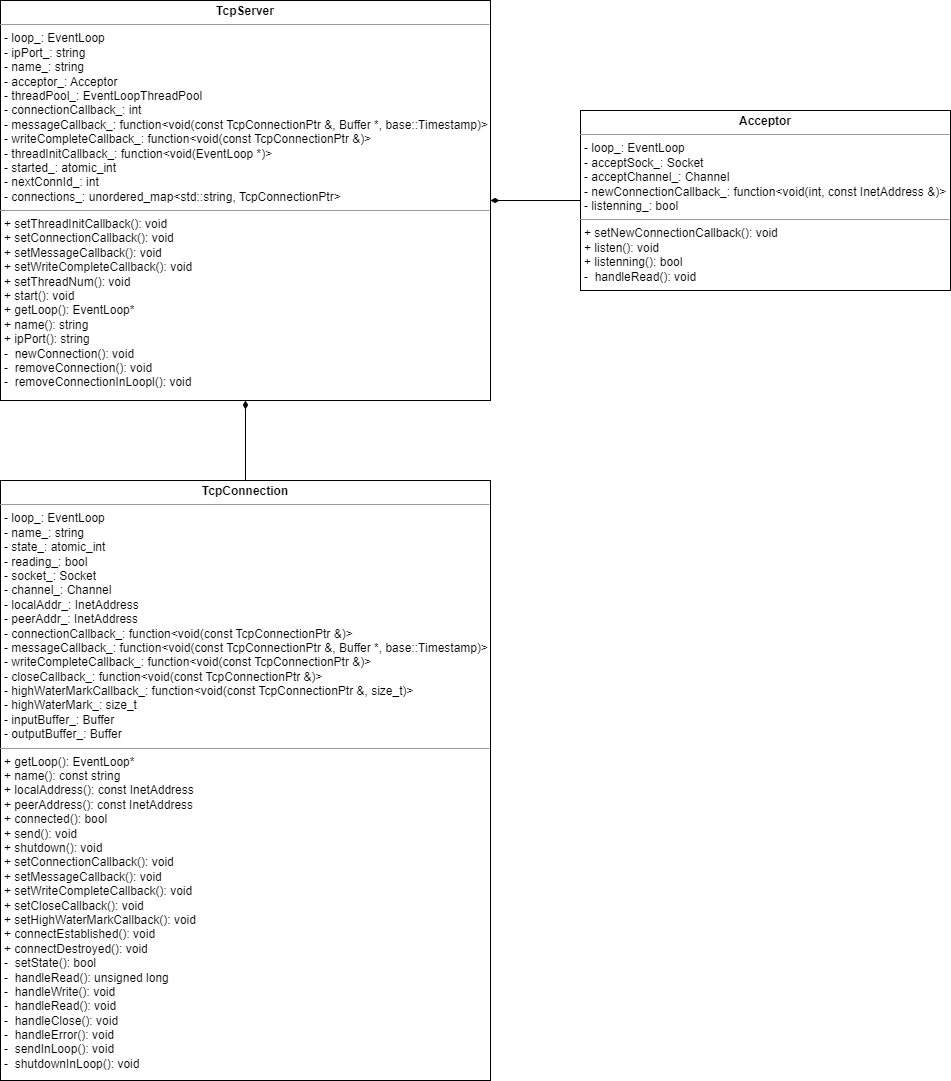 TcpServer
- loop_: EventLoop
- ipPort_: string
- name_: string
- acceptor_: Acceptor
- threadPool_: EventLoopThreadPool
- connectionCallback_: int
- messageCallback_: function<void(const TcpConnectionPtr &, Buffer *, base::Timestamp)>
- writeCompleteCallback_: function<void(const TcpConnectionPtr &)>
- threadInitCallback_: function<void(EventLoop *)>
- started_: atomic_int
- nextConnId_: int
- connections_: unordered_map<std::string, TcpConnectionPtr>
+ setThreadInitCallback(): void
+ setConnectionCallback(): void
+ setMessageCallback(): void
+ setWriteCompleteCallback(): void
+ setThreadNum(): void
+ start(): void
+ getLoop(): EventLoop*
+ name(): string
+ ipPort(): string
- newConnection(): void
- removeConnection(): void
- removeConnectionInLoopl(): void
Acceptor
- loop_: EventLoop
- acceptSock_: Socket
- acceptChannel_: Channel
- newConnectionCallback_: function<void(int, const InetAddress &)>
- listenning_: bool
+ setNewConnectionCallback(): void
+ listen(): void
+ listenning(): bool
- handleRead(): void
TcpConnection
- loop_: EventLoop
- name_: string
- state_: atomic_int
- reading_: bool
- socket_: Socket
- channel_: Channel
- localAddr_: InetAddress
- peerAddr_: InetAddress
- connectionCallback_: function<void(const TcpConnectionPtr &)>
- messageCallback_: function<void(const TcpConnectionPtr &, Buffer *, base::Timestamp)>
- writeCompleteCallback_: function<void(const TcpConnectionPtr &)>
- closeCallback_: function<void(const TcpConnectionPtr &)>
- highWaterMarkCallback_: function<void(const TcpConnectionPtr &, size_t)>
- highWaterMark_: size_t
- inputBuffer_: Buffer
- outputBuffer_: Buffer
+ getLoop(): EventLoop*
+ name(): const string
+ localAddress(): const InetAddress
+ peerAddress(): const InetAddress
+ connected(): bool
+ send(): void
+ shutdown(): void
+ setConnectionCallback(): void
+ setMessageCallback(): void
+ setWriteCompleteCallback(): void
+ setCloseCallback(): void
+ setHighWaterMarkCallback(): void
+ connectEstablished(): void
+ connectDestroyed(): void
- setState(): bool
- handleRead(): unsigned long
- handleWrite(): void
- handleRead(): void
- handleClose(): void
- handleError(): void
- sendInLoop(): void
- shutdownInLoop(): void